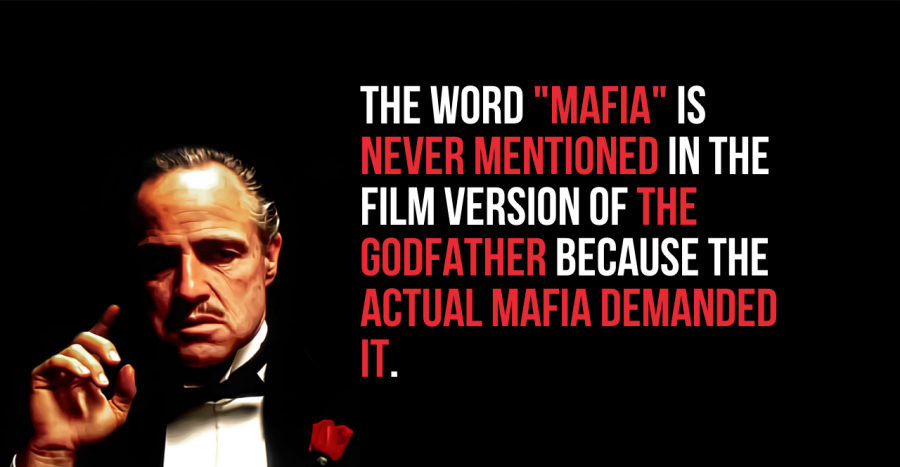 THE WORD "MAFIA" IS
NEVER MENTIONED IN THE
FILM VERSION OF THE
GODFATHER BECAUSE THE
ACTUAL MAFIA DEMANDED
IT.